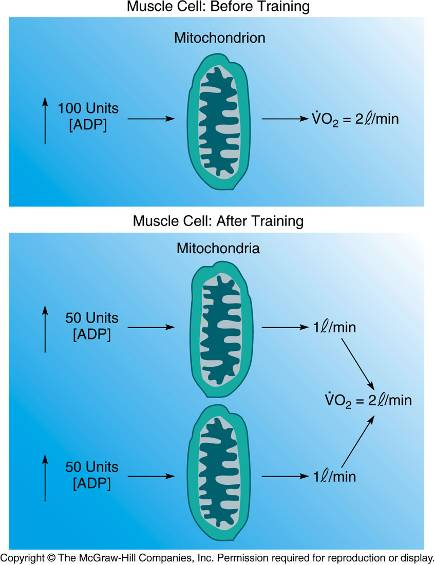 Muscle Cell: Before Training
Mitochondrion
100 Units
[ADP]
V̇O₂ = 2ℓ/min
Muscle Cell: After Training
Mitochondria
50 Units
[ADP]
1ℓ/min
V̇O₂ = 2ℓ/min
50 Units
[ADP]
1ℓ/min
Copyright © The McGraw-Hill Companies, Inc. Permission required for reproduction or display.